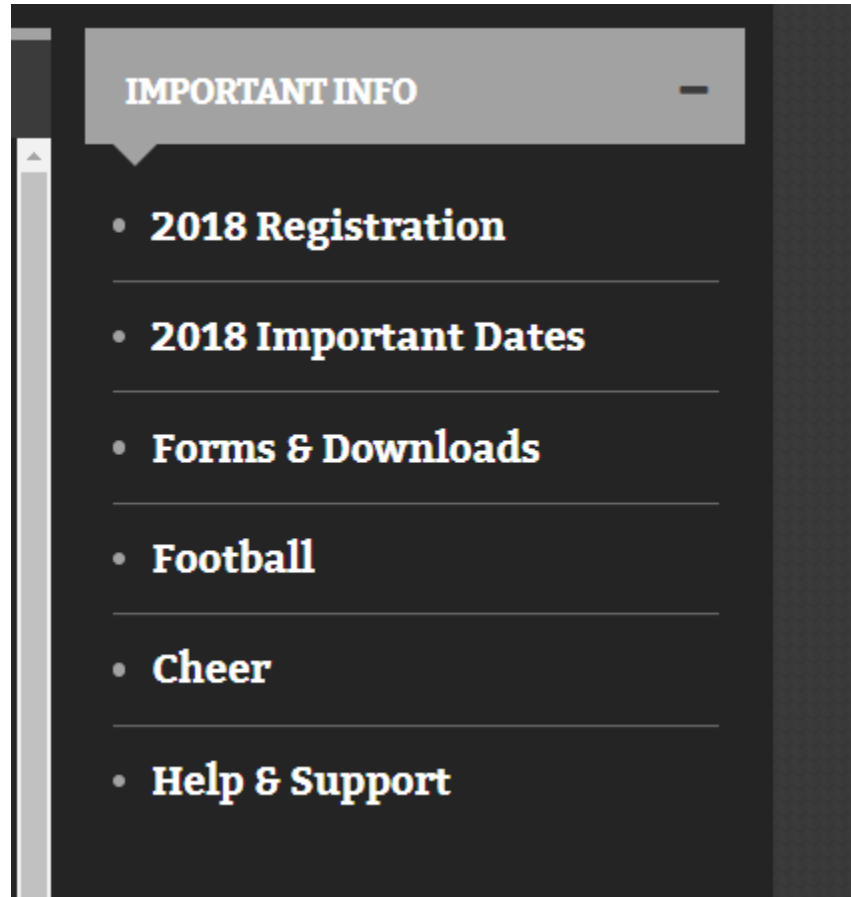 IMPORTANT INFO
2018 Registration
2018 Important Dates
Forms & Downloads
Football
Cheer
Help & Support